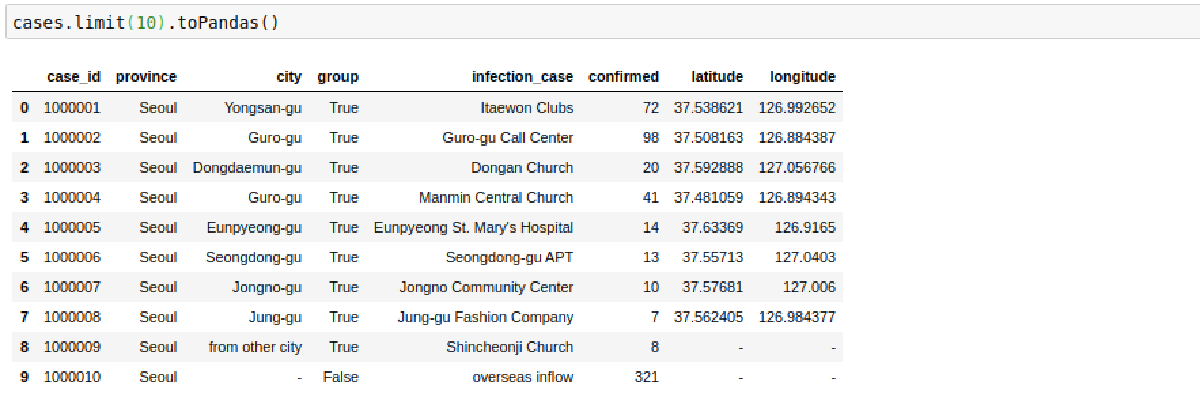 cases.limit(10).toPandas()
case_id province city group infection_case confirmed latitude longitude
0 1000001 Seoul Yongsan-gu True Itaewon Clubs 72 37.538621 126.992652
1 1000002 Seoul Guro-gu True Guro-gu Call Center 98 37.508163 126.884387
2 1000003 Seoul Dongdaemun-gu True Dongan Church 20 37.592888 127.056766
3 1000004 Seoul Guro-gu True Manmin Central Church 41 37.481059 126.894343
4 1000005 Seoul Eunpyeong-gu True Eunpyeong St. Mary's Hospital 14 37.63369 126.9165
5 1000006 Seoul Seongdong-gu True Seongdong-gu APT 13 37.55713 127.0403
6 1000007 Seoul Jongno-gu True Jongno Community Center 10 37.57681 127.006
7 1000008 Seoul Jung-gu True Jung-gu Fashion Company 7 37.562405 126.984377
8 1000009 Seoul from other city True Shincheonji Church 8 - -
9 1000010 Seoul - False overseas inflow 321 - -